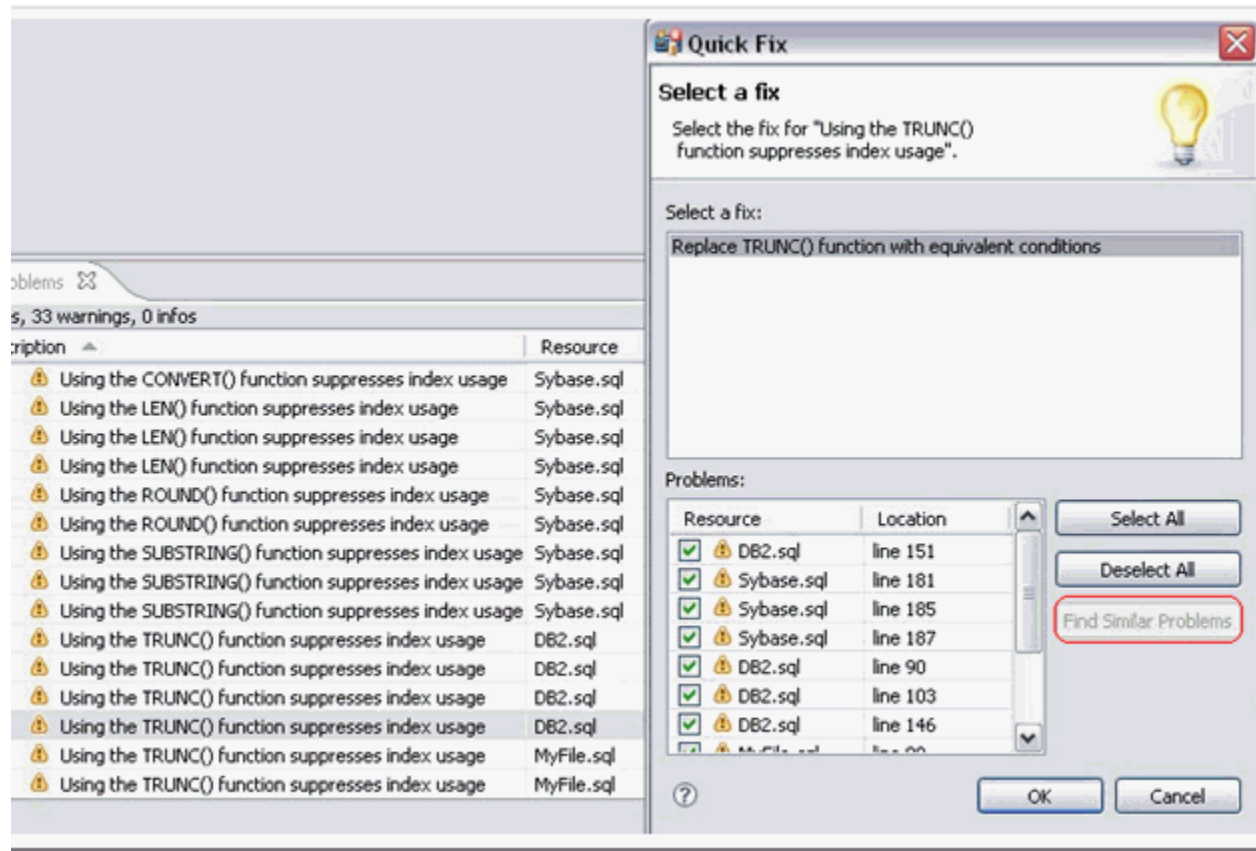 oblems
s, 33 warnings, 0 infos
ription Resource
Using the CONVERT() function suppresses index usage Sybase.sql
Using the LEN() function suppresses index usage Sybase.sql
Using the LEN() function suppresses index usage Sybase.sql
Using the LEN() function suppresses index usage Sybase.sql
Using the ROUND() function suppresses index usage Sybase.sql
Using the ROUND() function suppresses index usage Sybase.sql
Using the SUBSTRING() function suppresses index usage Sybase.sql
Using the SUBSTRING() function suppresses index usage Sybase.sql
Using the SUBSTRING() function suppresses index usage Sybase.sql
Using the TRUNC() function suppresses index usage DB2.sql
Using the TRUNC() function suppresses index usage DB2.sql
Using the TRUNC() function suppresses index usage DB2.sql
Using the TRUNC() function suppresses index usage DB2.sql
Using the TRUNC() function suppresses index usage MyFile.sql
Using the TRUNC() function suppresses index usage MyFile.sql
Quick Fix
Select a fix
Select the fix for "Using the TRUNC()
function suppresses index usage".
Select a fix:
Replace TRUNC() function with equivalent conditions
Problems:
Resource Location
DB2.sql line 151
Sybase.sql line 181
Sybase.sql line 185
Sybase.sql line 187
DB2.sql line 90
DB2.sql line 103
DB2.sql line 146
Select All
Deselect All
Find Similar Problems
?
OK
Cancel